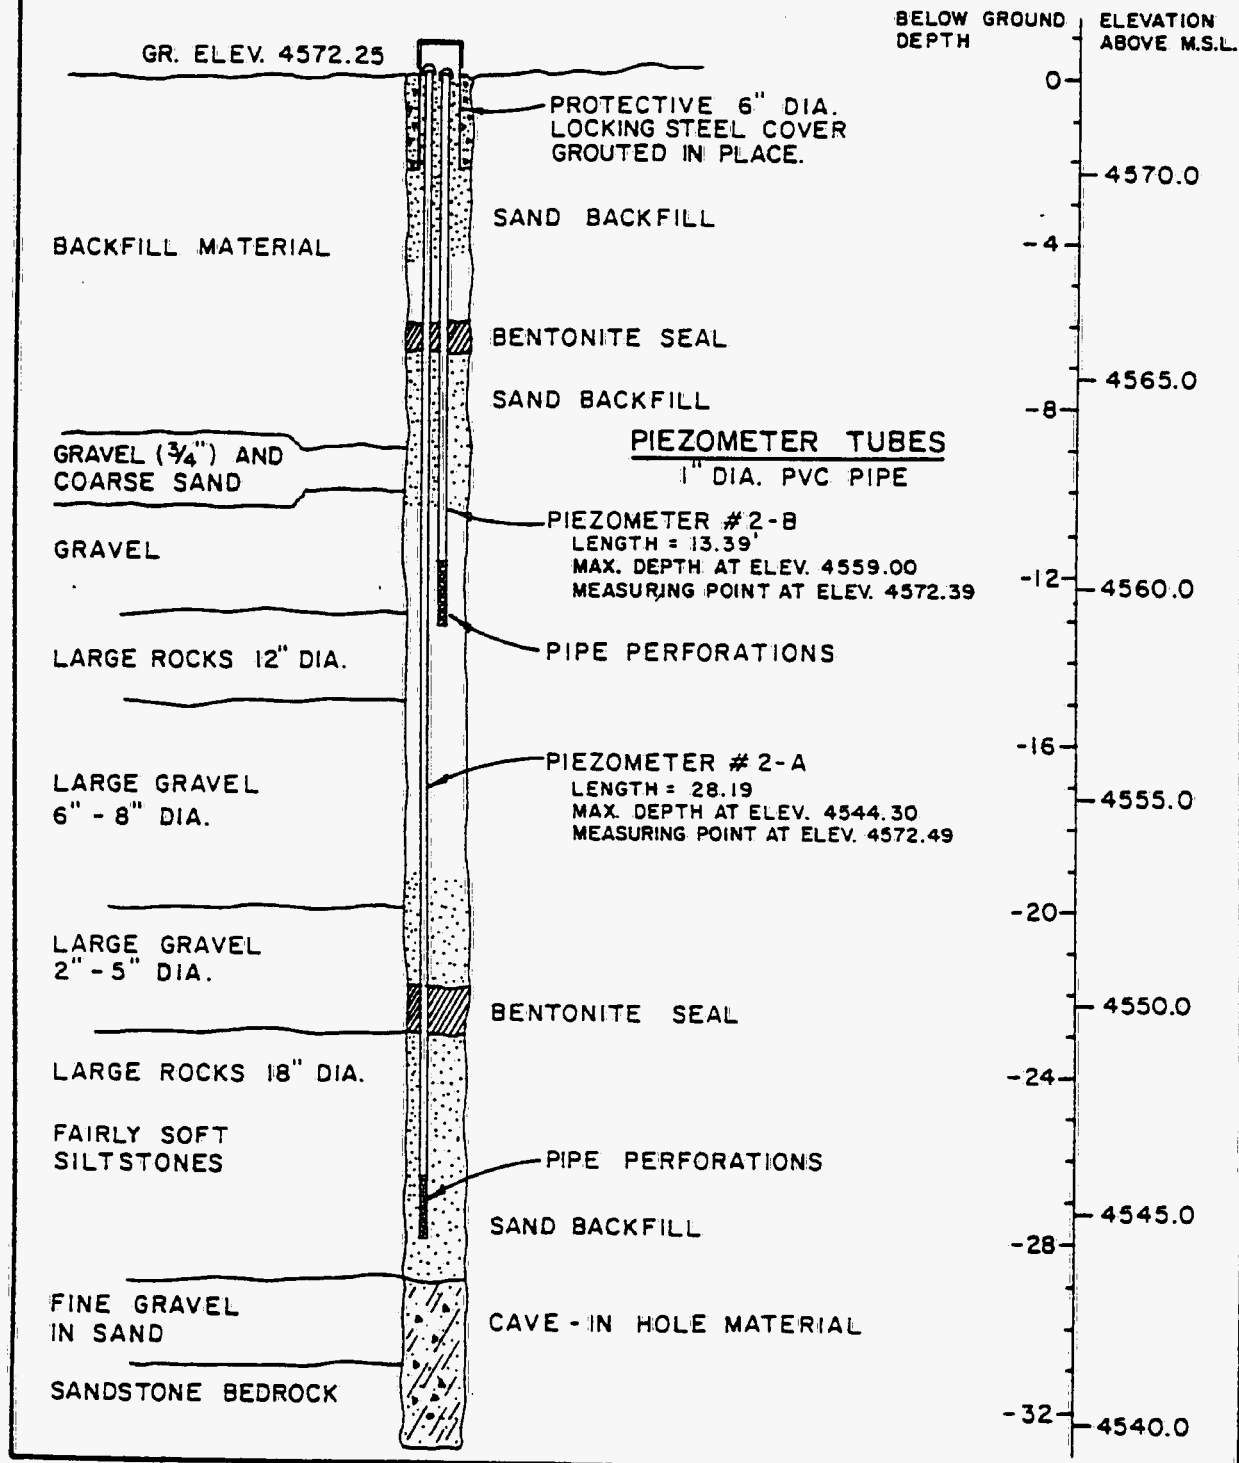 GR. ELEV. 4572.25
BELOW GROUND
DEPTH
ELEVATION
ABOVE M.S.L.
PROTECTIVE 6" DIA.
LOCKING STEEL COVER
GROUTED IN PLACE.
SAND BACKFILL
BACKFILL MATERIAL
BENTONITE SEAL
SAND BACKFILL
GRAVEL (3/4") AND
COARSE SAND
PIEZOMETER TUBES
1" DIA. PVC PIPE
PIEZOMETER #2-B
LENGTH = 13.39'
MAX. DEPTH AT ELEV. 4559.00
MEASURING POINT AT ELEV. 4572.39
GRAVEL
PIPE PERFORATIONS
LARGE ROCKS 12" DIA.
PIEZOMETER # 2-A
LENGTH = 28.19
MAX. DEPTH AT ELEV. 4544.30
MEASURING POINT AT ELEV. 4572.49
LARGE GRAVEL
6" - 8" DIA.
LARGE GRAVEL
2" - 5" DIA.
BENTONITE SEAL
LARGE ROCKS 18" DIA.
FAIRLY SOFT
SILTSTONES
PIPE PERFORATIONS
SAND BACKFILL
FINE GRAVEL
IN SAND
CAVE - IN HOLE MATERIAL
SANDSTONE BEDROCK
0
4570.0
-4
4565.0
-8
-12
4560.0
-16
4555.0
-20
4550.0
-24
4545.0
-28
-32
4540.0